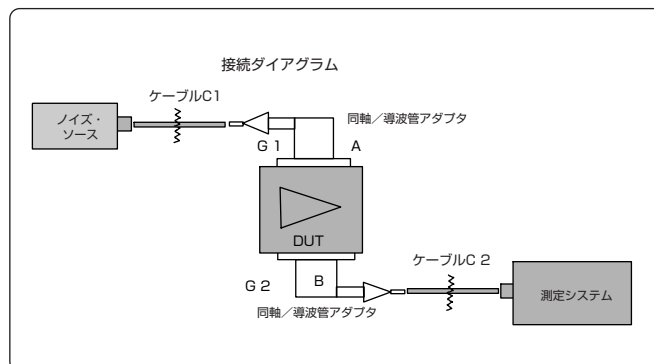 接続ダイアグラム
ケーブルC1
ノイズ・
ソース
同軸／導波管アダプタ
G 1
A
DUT
ケーブルC 2
G 2
B
同軸／導波管アダプタ
測定システム